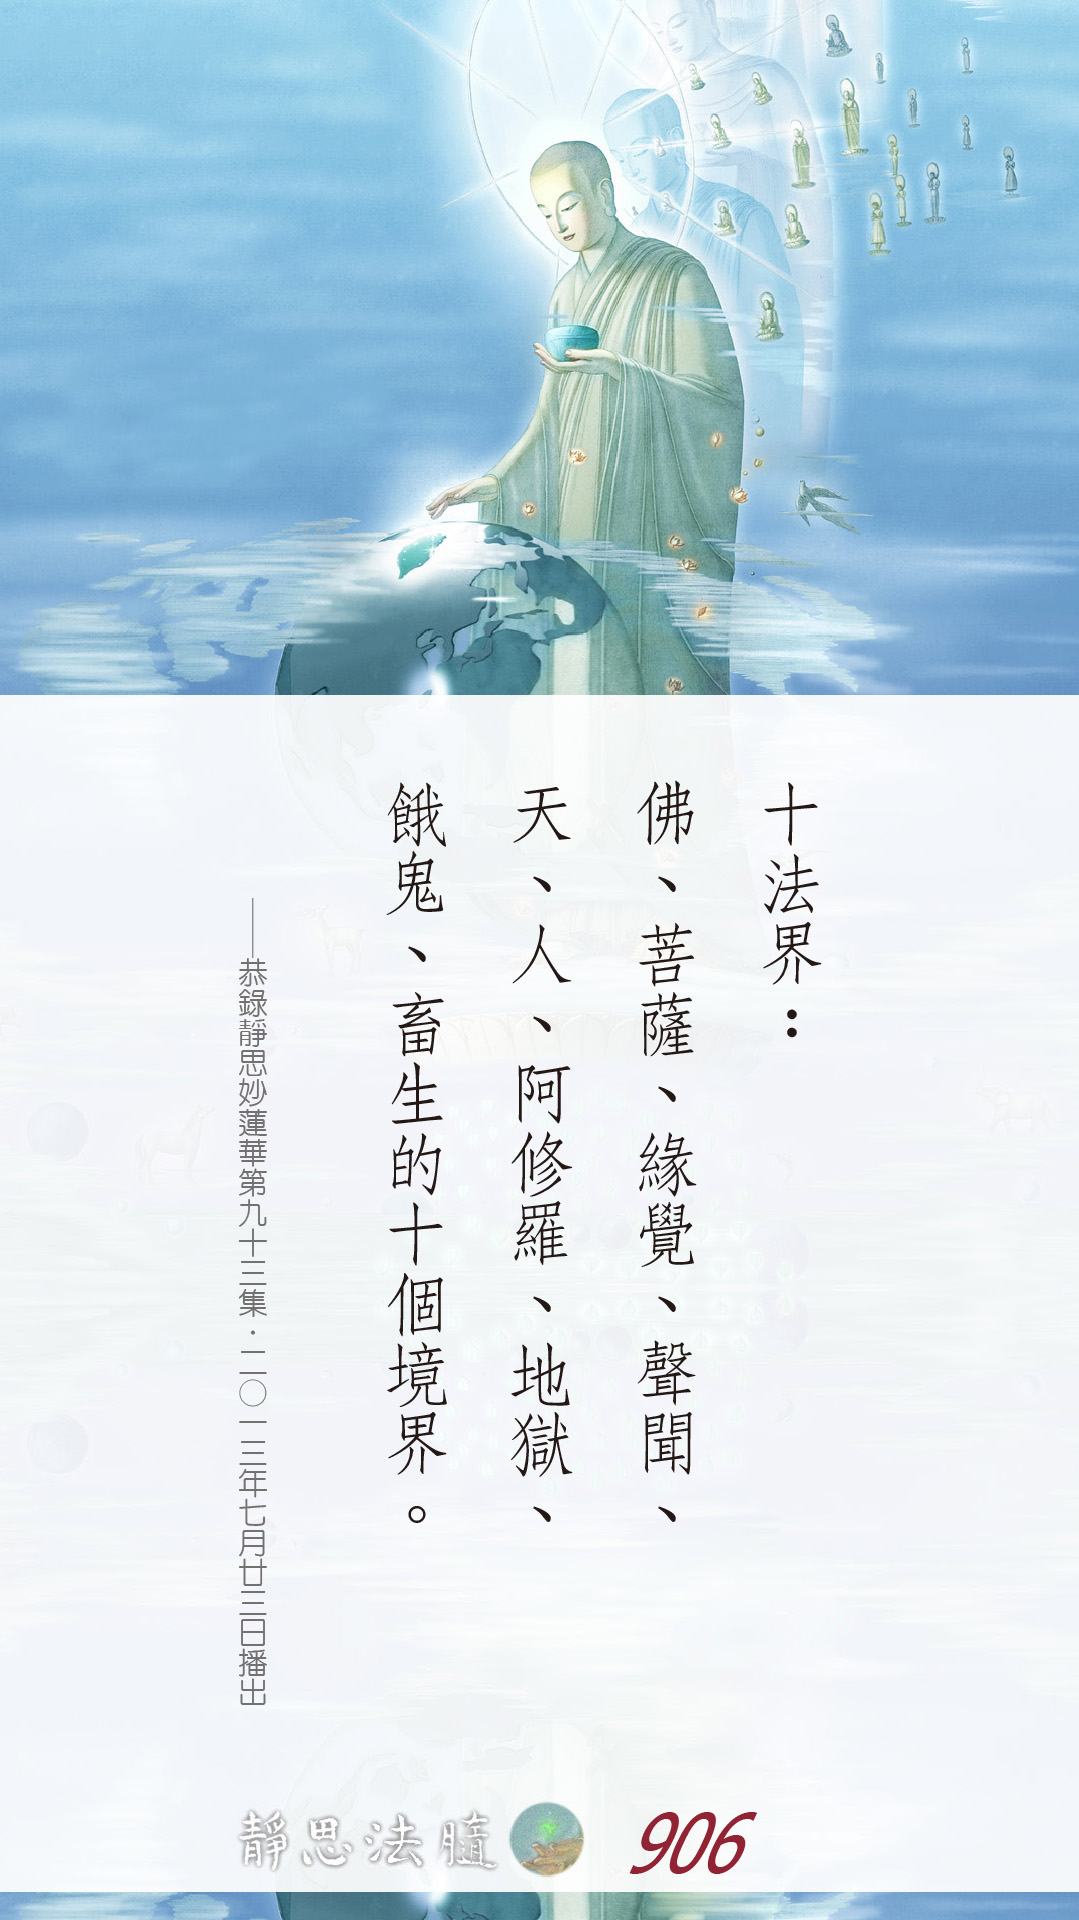 十法界：
佛、菩薩、緣覺、聲聞、
天、人、阿修羅、地獄、
餓鬼、畜生的十個境界。
——恭錄靜思妙蓮華第九十三集・二〇一三年七月廿三日播出
靜思法髓
906